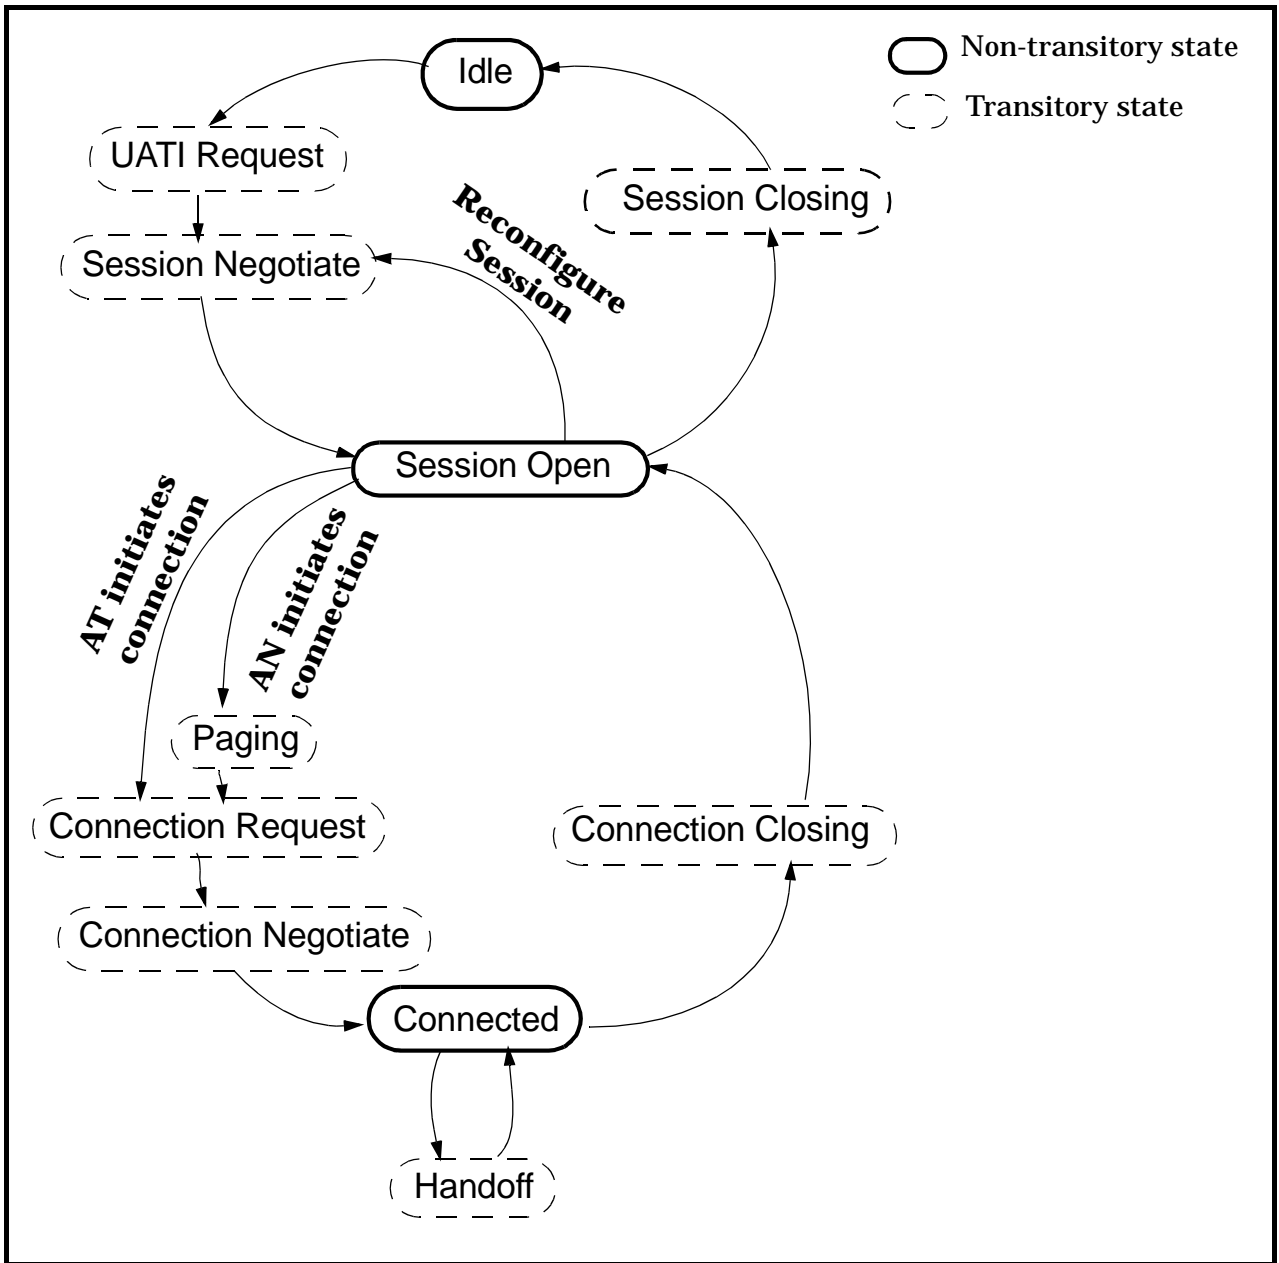 Idle
Non-transitory state
Transitory state
UATI Request
Session Closing
Reconfigure
Session
Session Negotiate
Session Open
AT initiates
connection
AN initiates
connection
Paging
Connection Request
Connection Closing
Connection Negotiate
Connected
Handoff